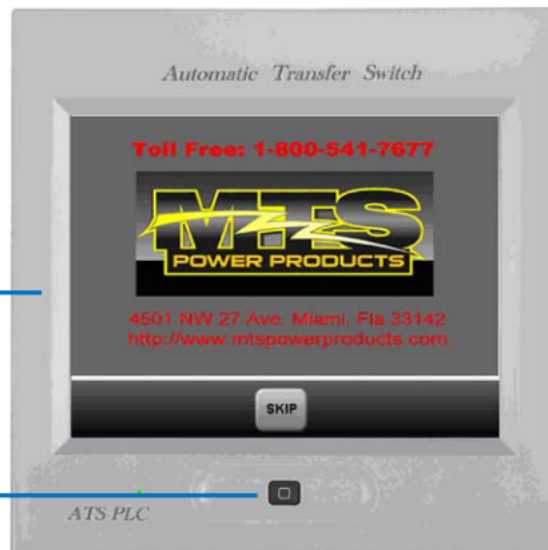 Automatic Transfer Switch
Toll Free: 1-800-541-7677
MTS
POWER PRODUCTS
4501 NW 27 Ave, Miami, Fla 33142
http://www.mtspowerproducts.com
SKIP
ATS-PLC